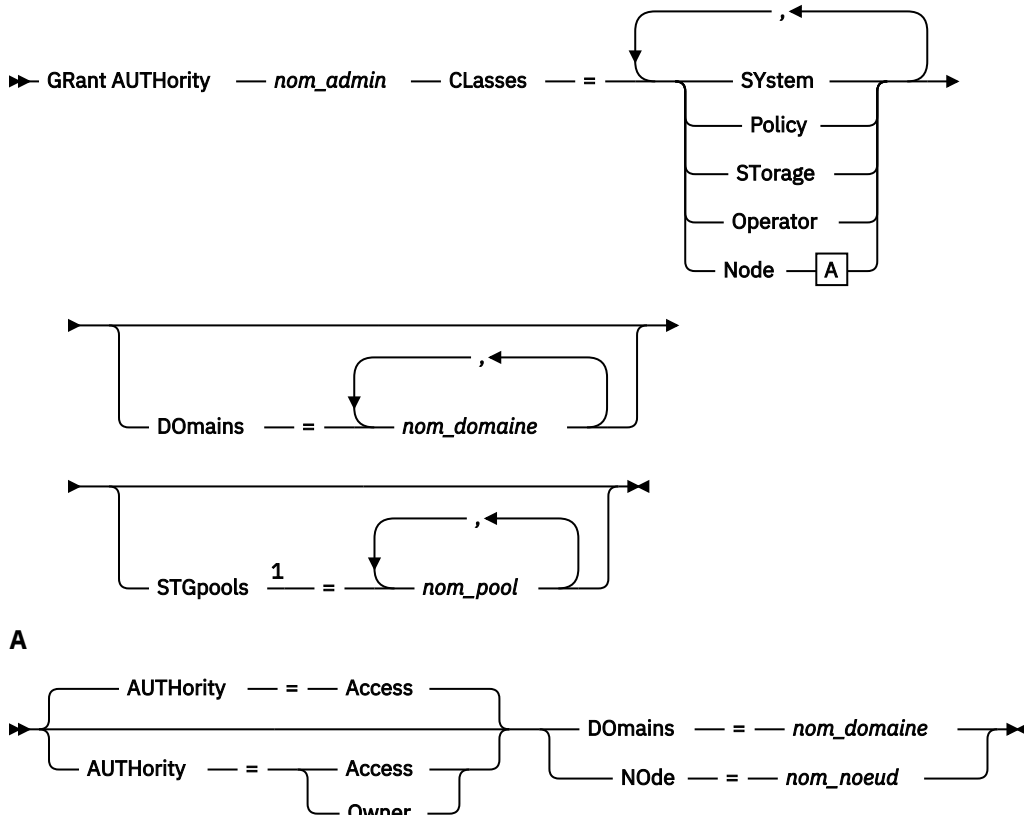 ,
GRant AUTHority nom_admin CLasses = SYstem
Policy
STorage
Operator
Node A
,
DOmains = nom_domaine
,
STGpools 1 = nom_pool
A
AUTHority = Access
DOmains = nom_domaine
AUTHority = Access
NOde = nom_noeud
Owner